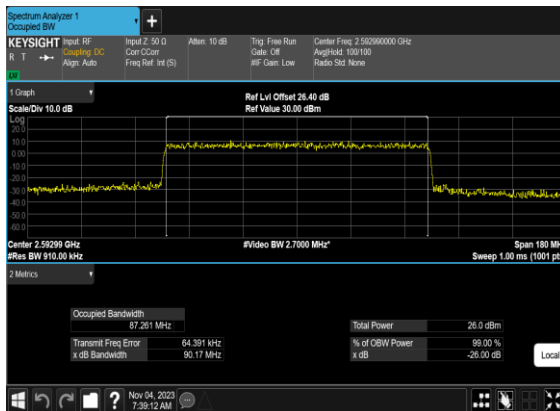 Spectrum Analyzer 1
Occupied BW
+
KEYSIGHT
R T
Input: RF
Coupling: DC
Align: Auto
Input Z: 50 Ω
Corr CCorr
Freq Ref: Int (S)
Atten: 10 dB
Trig: Free Run
Gate: Off
#IF Gain: Low
Center Freq: 2.592990000 GHz
Avg|Hold: 100/100
Radio Std: None
1 Graph
Scale/Div 10.0 dB
Ref Lvl Offset 26.40 dB
Ref Value 30.00 dBm
Log
20.0
10.0
0.00
-10.0
-20.0
-30.0
-40.0
-50.0
-60.0
Center 2.59299 GHz
#Res BW 910.00 kHz
#Video BW 2.7000 MHz*
Span 180 MH
Sweep 1.00 ms (1001 pts
2 Metrics
Occupied Bandwidth
87.261 MHz
Transmit Freq Error 64.391 kHz
x dB Bandwidth 90.17 MHz
Total Power 26.0 dBm
% of OBW Power 99.00 %
x dB -26.00 dB
Local
?
Nov 04, 2023
7:39:12 AM